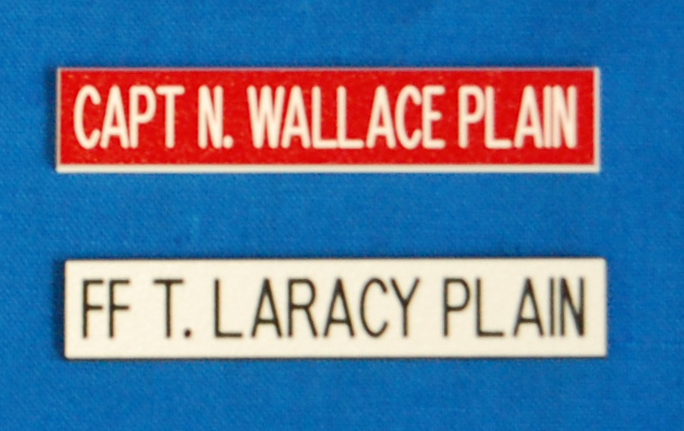 CAPT N. WALLACE PLAIN
FF T. LARACY PLAIN